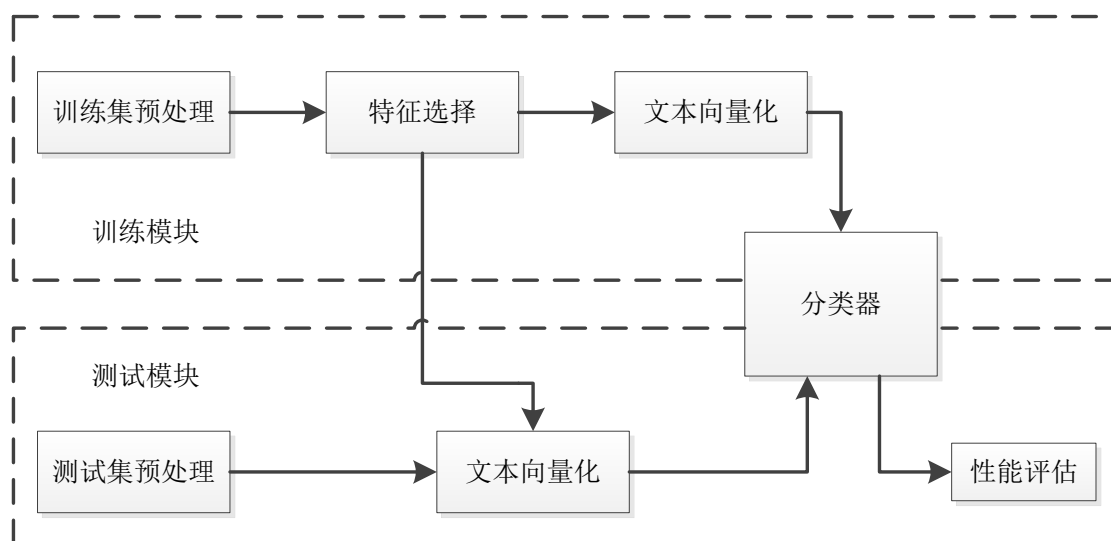 训练集预处理
特征选择
文本向量化
训练模块
分类器
测试模块
测试集预处理
文本向量化
性能评估